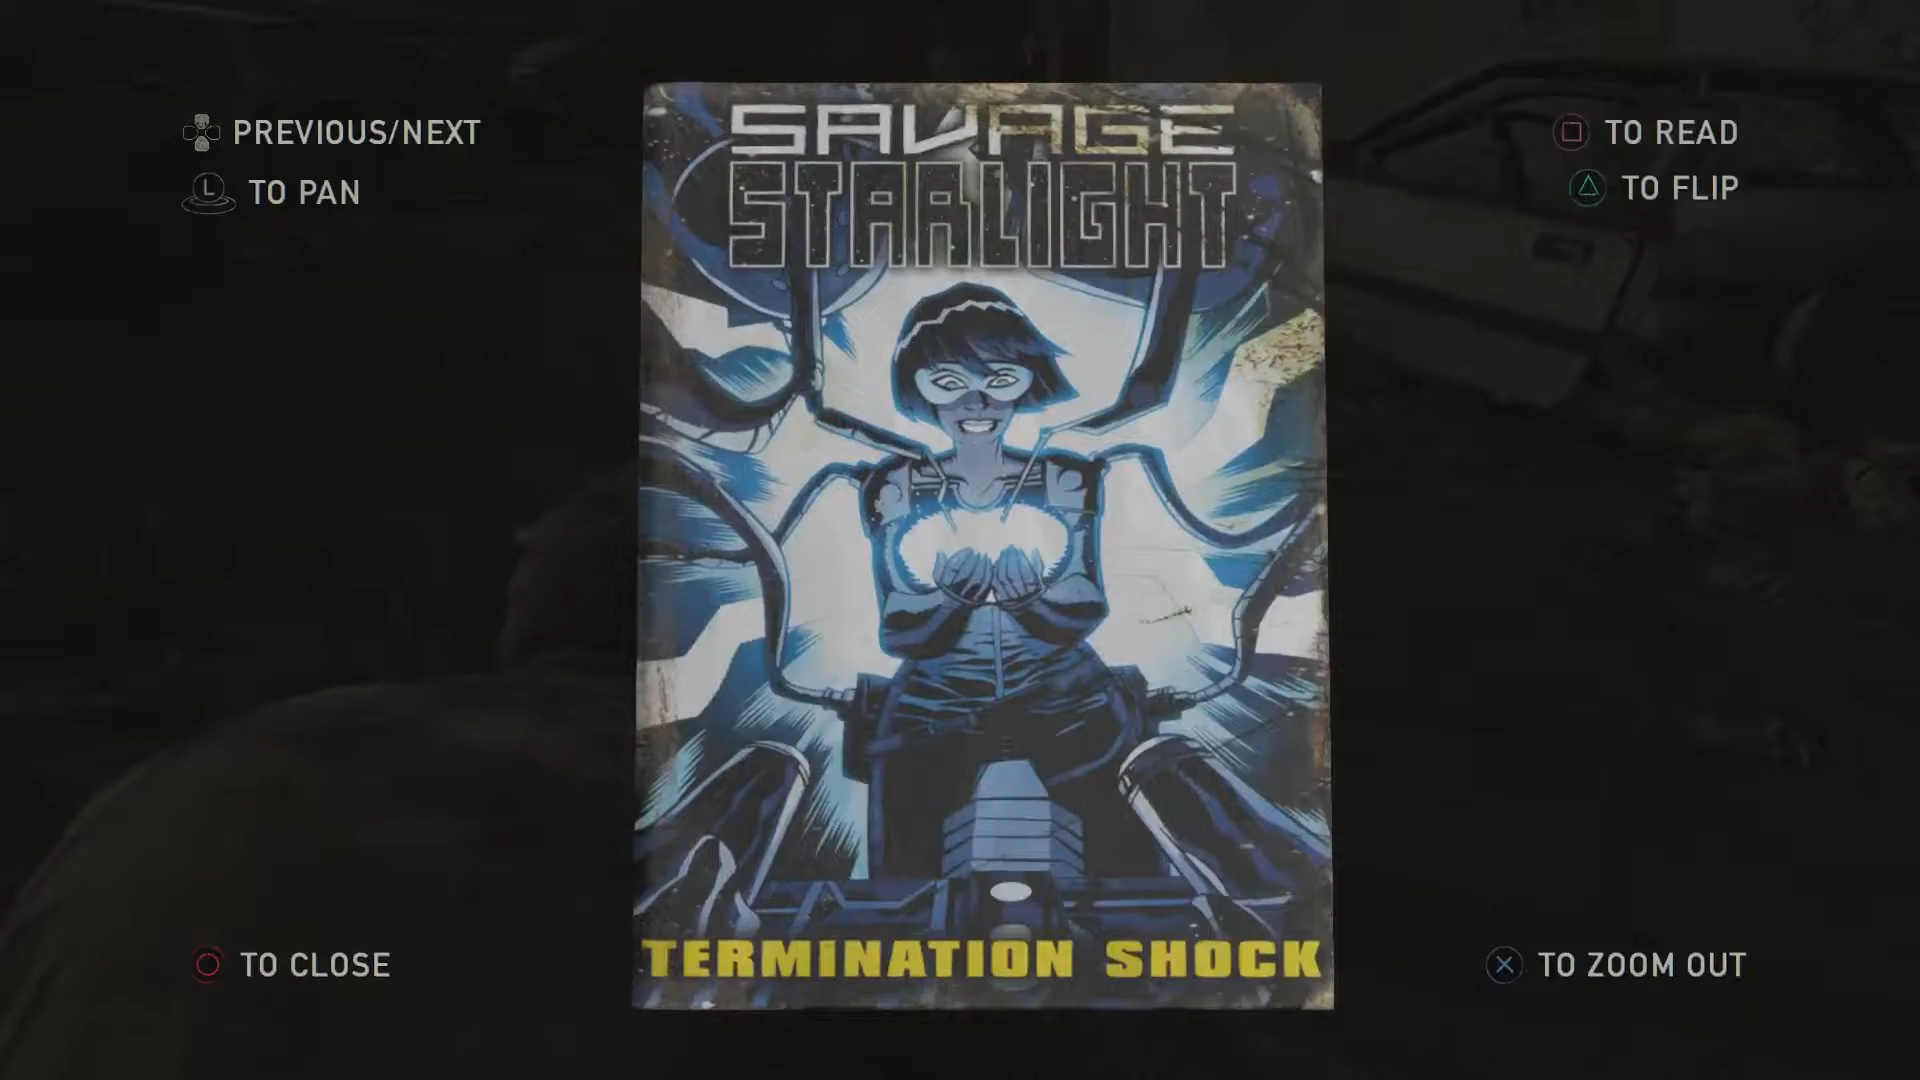 PREVIOUS/NEXT
L TO PAN
SAVAGE
STARLIGHT
TO READ
TO FLIP
TERMINATION SHOCK
TO CLOSE
TO ZOOM OUT